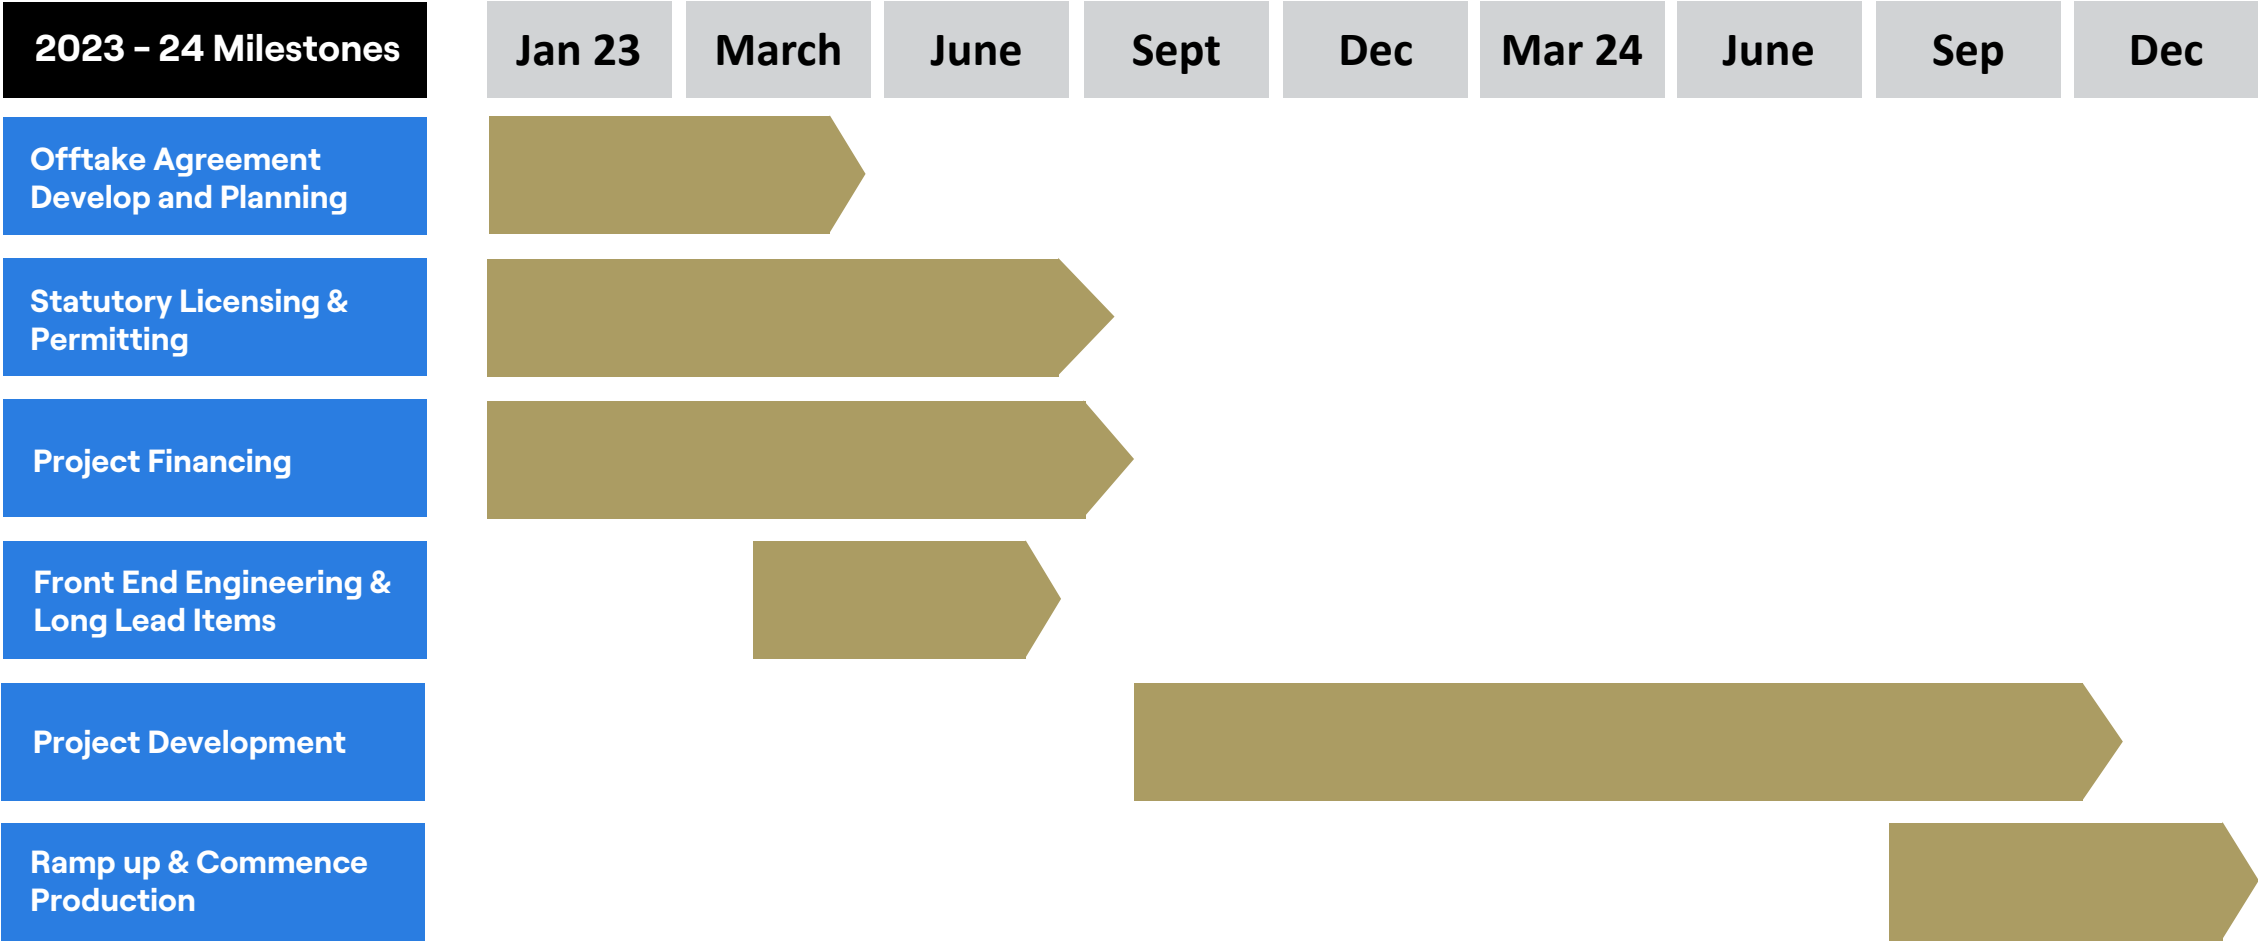 2023 - 24 Milestones
Jan 23
March
June
Sept
Dec
Mar 24
June
Sep
Dec
Offtake Agreement
Develop and Planning
Statutory Licensing &
Permitting
Project Financing
Front End Engineering &
Long Lead Items
Project Development
Ramp up & Commence
Production